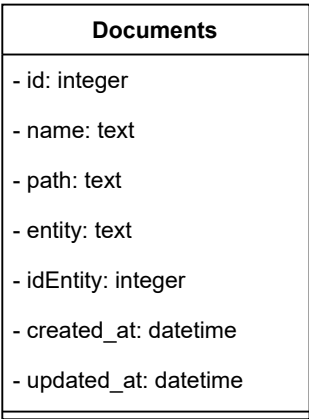 Documents
- id: integer
- name: text
- path: text
- entity: text
- idEntity: integer
- created_at: datetime
- updated_at: datetime